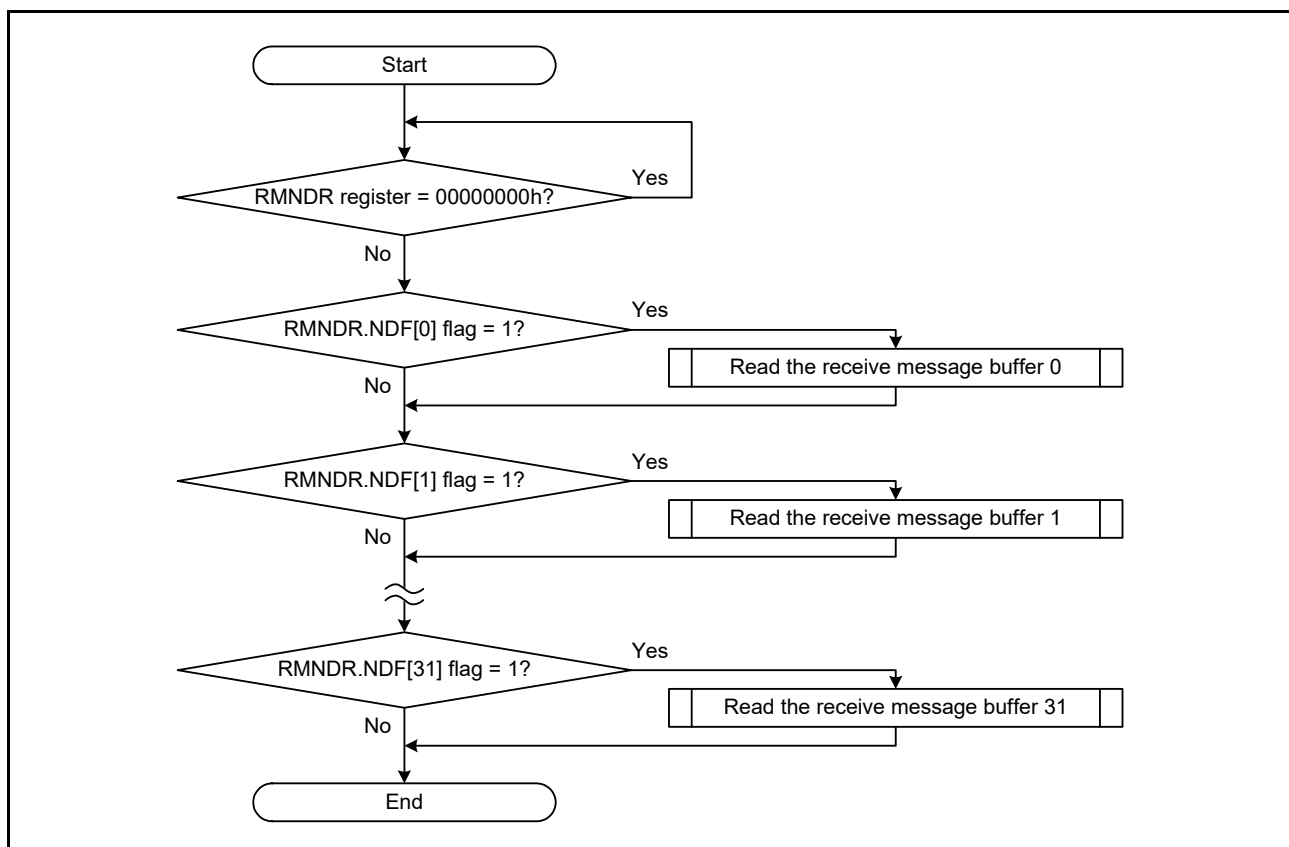 Start
RMNDR register = 00000000h?
Yes
No
RMNDR.NDF[0] flag = 1?
Yes
Read the receive message buffer 0
No
RMNDR.NDF[1] flag = 1?
Yes
Read the receive message buffer 1
No
RMNDR.NDF[31] flag = 1?
Yes
Read the receive message buffer 31
No
End